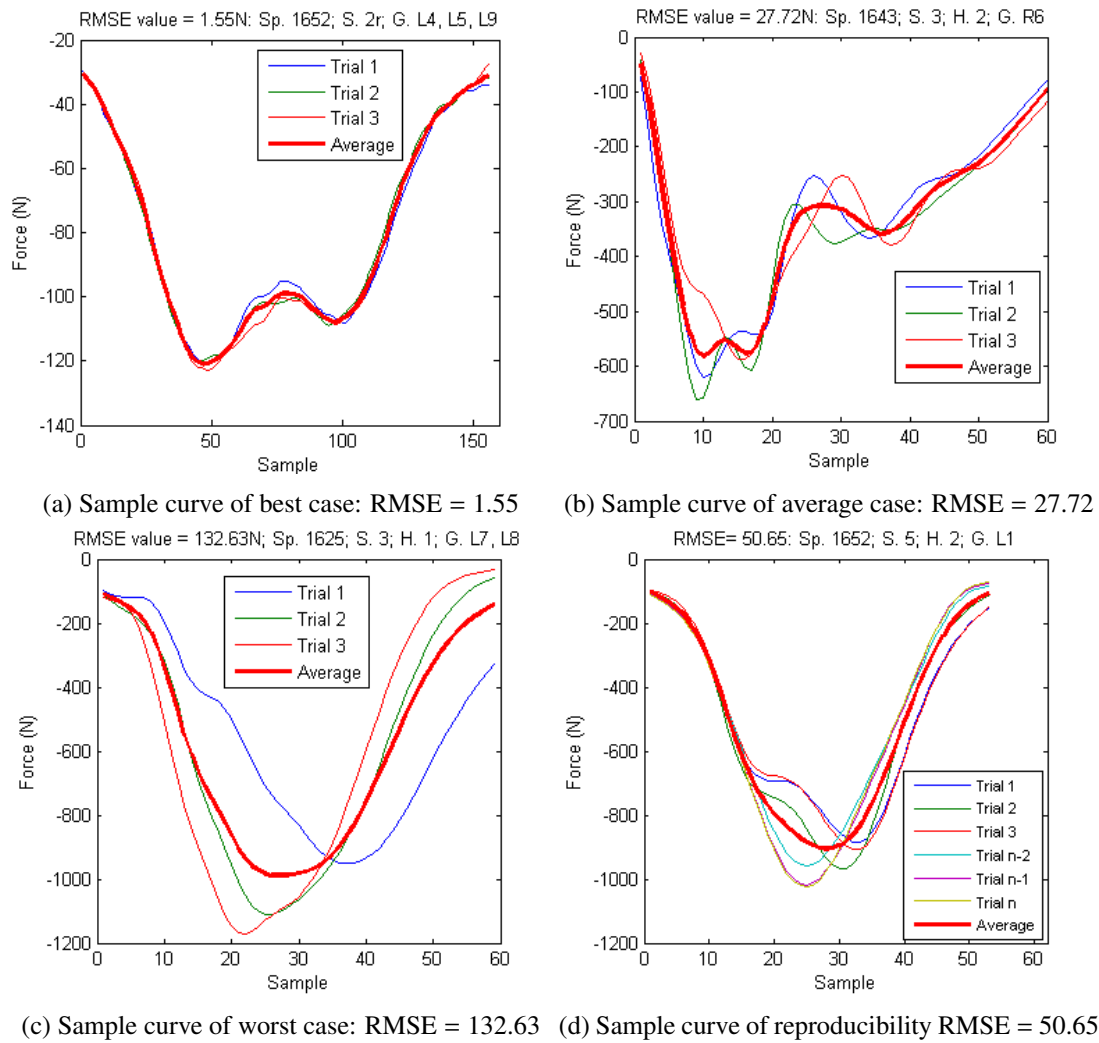 RMSE value = 1.55N: Sp. 1652; S. 2r; G. L4, L5, L9
-20
-40
-60
-80
-100
-120
-140
Force (N)
0 50 100 150
Sample
Trial 1
Trial 2
Trial 3
Average
(a) Sample curve of best case: RMSE = 1.55
RMSE value = 27.72N: Sp. 1643; S. 3; H. 2; G. R6
0
-100
-200
-300
-400
-500
-600
-700
Force (N)
0 10 20 30 40 50 60
Sample
Trial 1
Trial 2
Trial 3
Average
(b) Sample curve of average case: RMSE = 27.72
RMSE value = 132.63N; Sp. 1625; S. 3; H. 1; G. L7, L8
0
-200
-400
-600
-800
-1000
-1200
Force (N)
0 10 20 30 40 50 60
Sample
Trial 1
Trial 2
Trial 3
Average
(c) Sample curve of worst case: RMSE = 132.63
RMSE= 50.65: Sp. 1652; S. 5; H. 2; G. L1
0
-200
-400
-600
-800
-1000
-1200
Force (N)
0 10 20 30 40 50 60
Sample
Trial 1
Trial 2
Trial 3
Trial n-2
Trial n-1
Trial n
Average
(d) Sample curve of reproducibility RMSE = 50.65